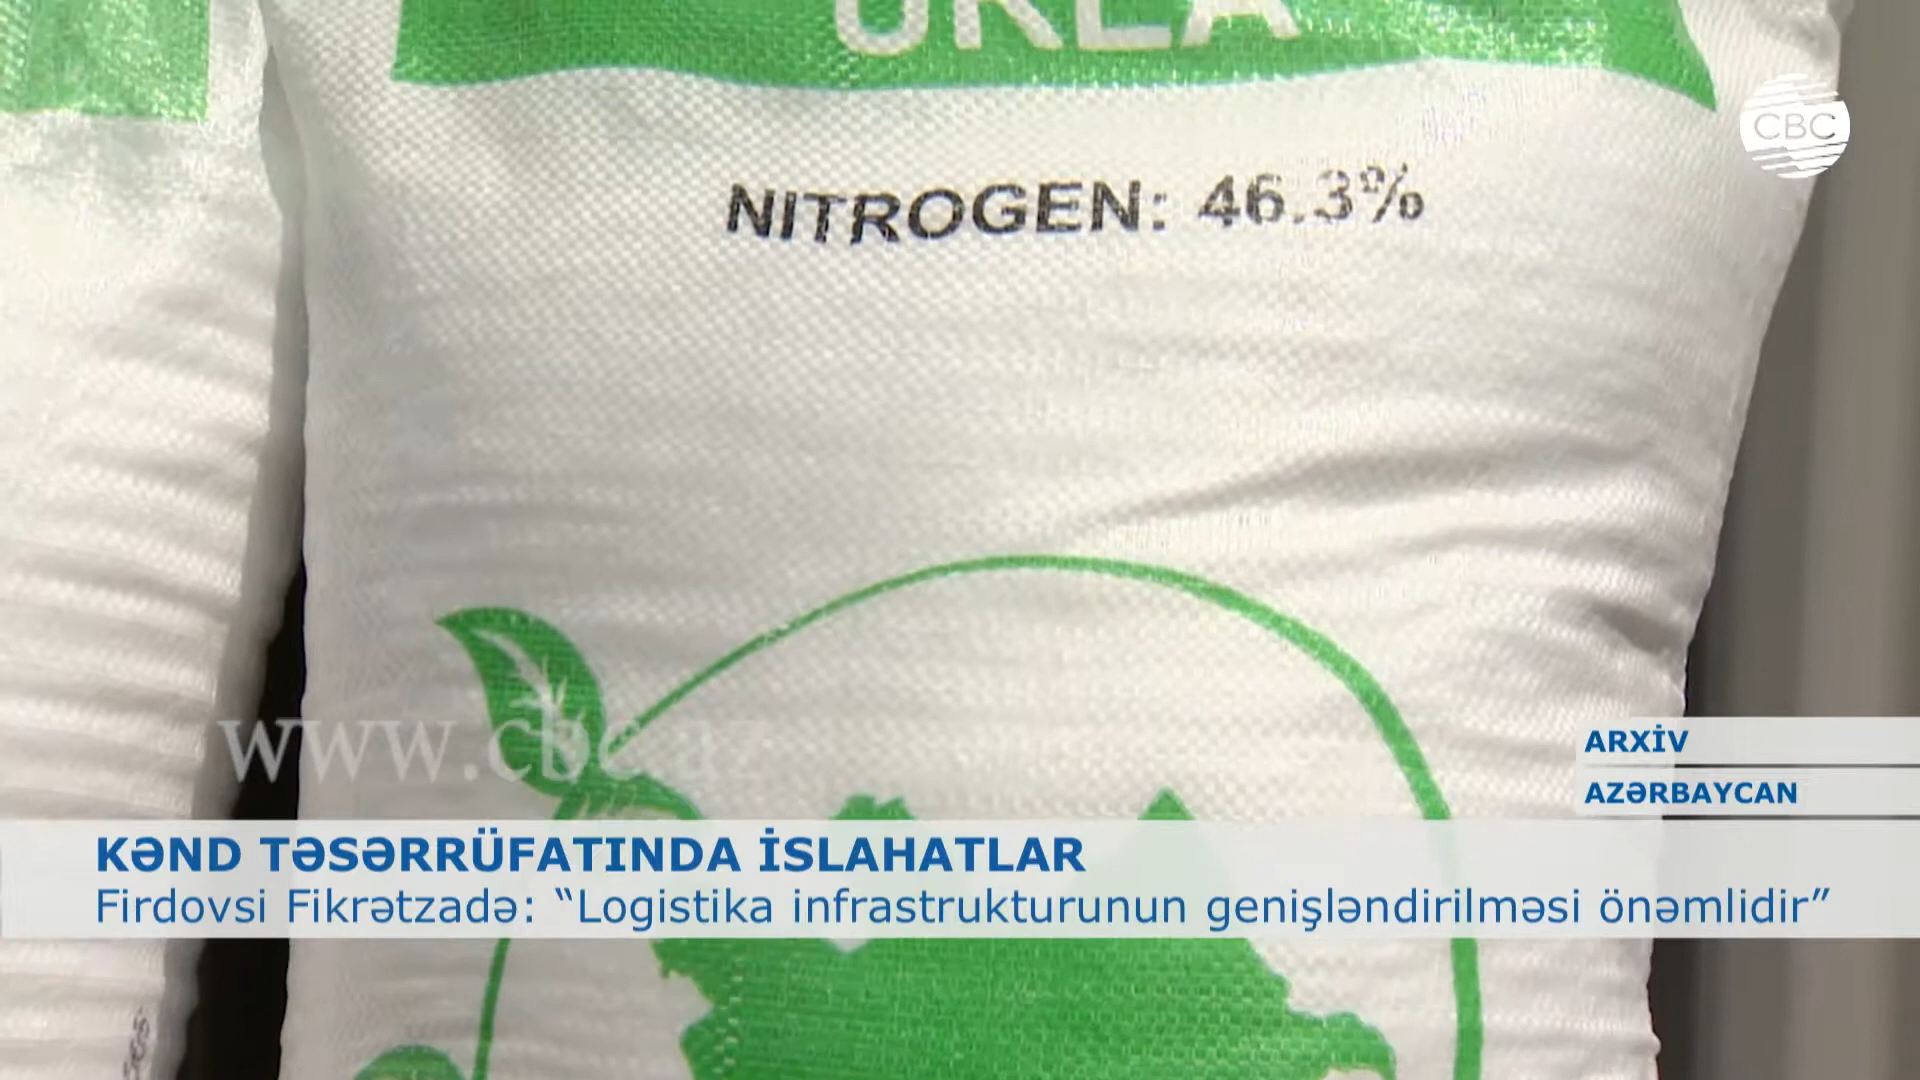 UREA
CBC
NITROGEN: 46.3%
www.cbc.az
ARXİV
AZƏRBAYCAN
KƏND TƏSƏRRÜFATINDA İSLAHATLAR
Firdovsi Fikrətzadə: “Logistika infrastrukturunun genişləndirilməsi önəmlidir”